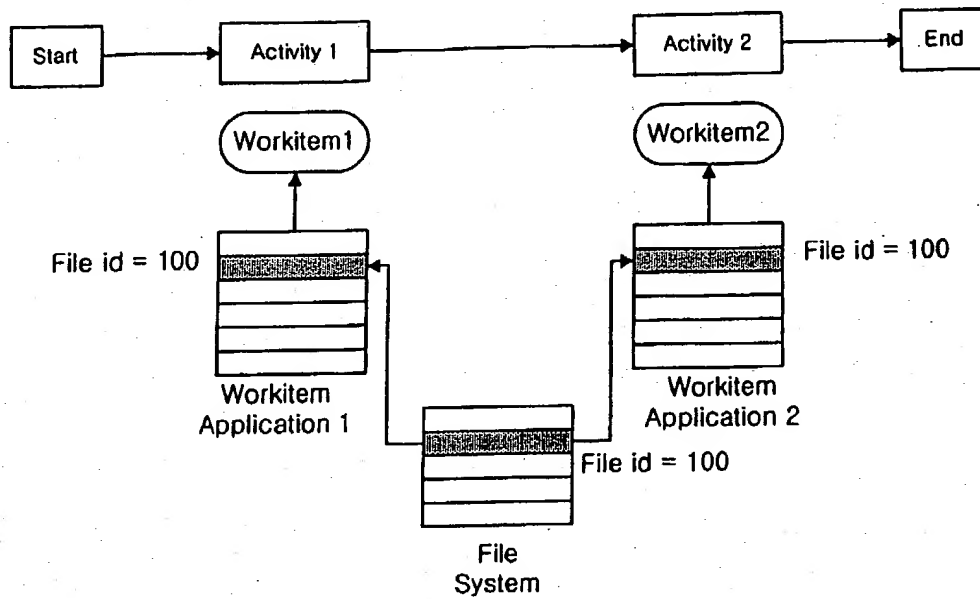 Start
Activity 1
Activity 2
End
Workitem1
Workitem2
File id = 100
File id = 100
Workitem
Application 1
Workitem
Application 2
File id = 100
File
System